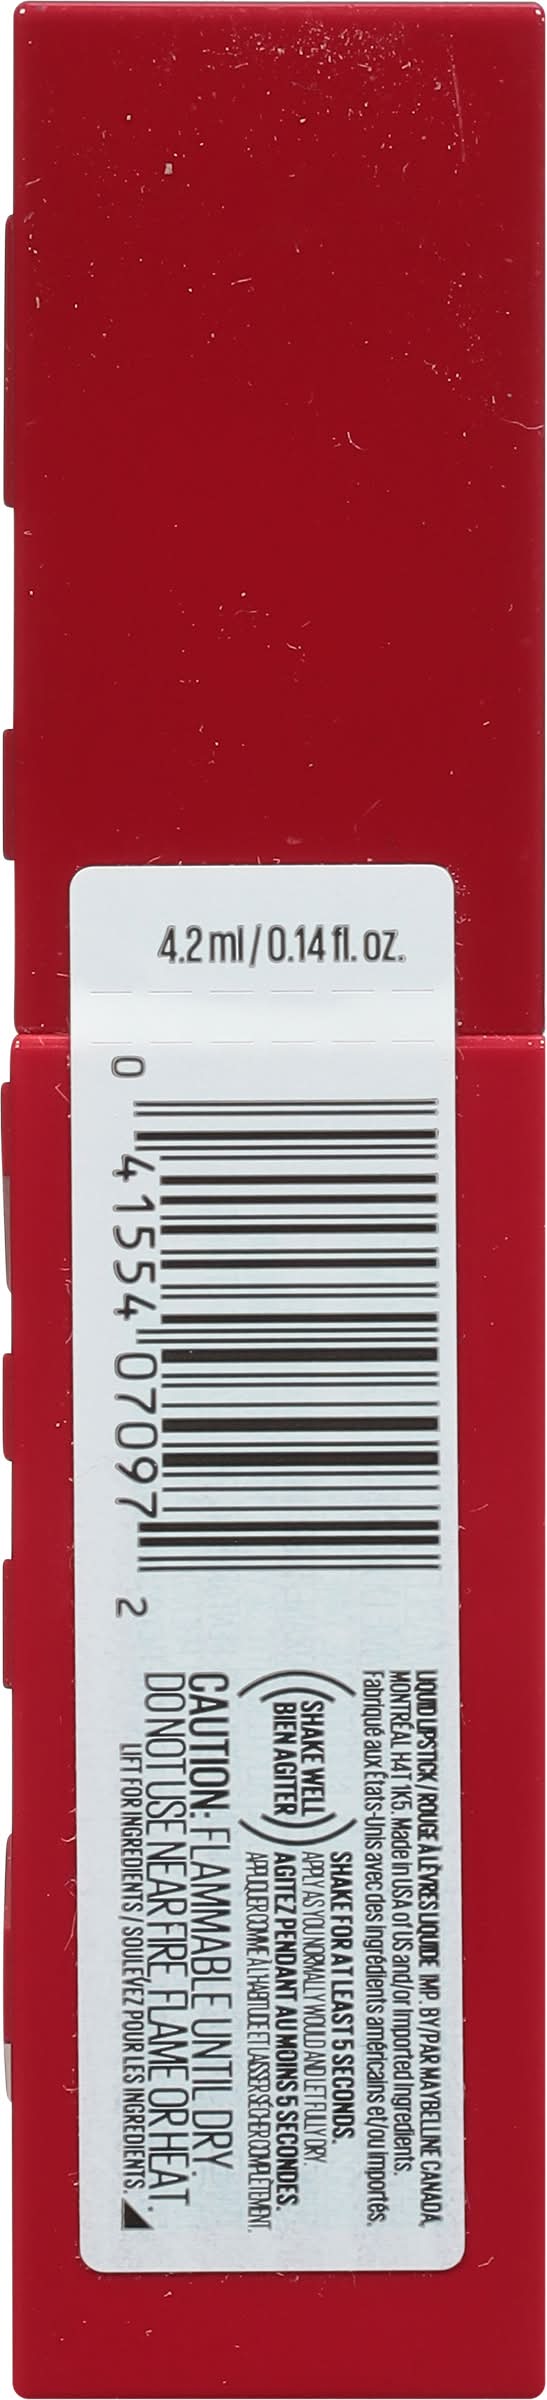 4.2 ml / 0.14 fl. oz.
0 41554 07097 2
LIQUID LIPSTICK / ROUGE À LÈVRES LIQUIDE IMP. BY/PAR MAYBELLINE CANADA,
MONTRÉAL H4T 1K5. Made in USA of US and/or imported ingredients.
Fabriqué aux États-Unis avec des ingrédients américains et/ou importés.
SHAKE WELL
BIEN AGITER
SHAKE FOR AT LEAST 5 SECONDS.
APPLY AS YOU NORMALLY WOULD AND LET FULLY DRY.
AGITEZ PENDANT AU MOINS 5 SECONDES.
APPLIQUER COMME À L'HABITUDE ET LAISSER SÉCHER COMPLÈTEMENT.
CAUTION: FLAMMABLE UNTIL DRY
DO NOT USE NEAR FIRE, FLAME OR HEAT.
LIFT FOR INGREDIENTS / SOULEVEZ POUR LES INGRÉDIENTS.